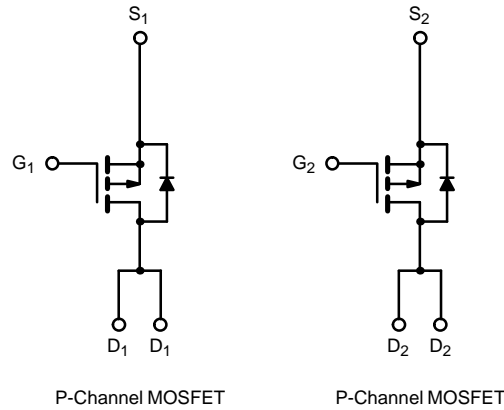 S1
S2
G1
G2
D1 D1
D2 D2
P-Channel MOSFET
P-Channel MOSFET